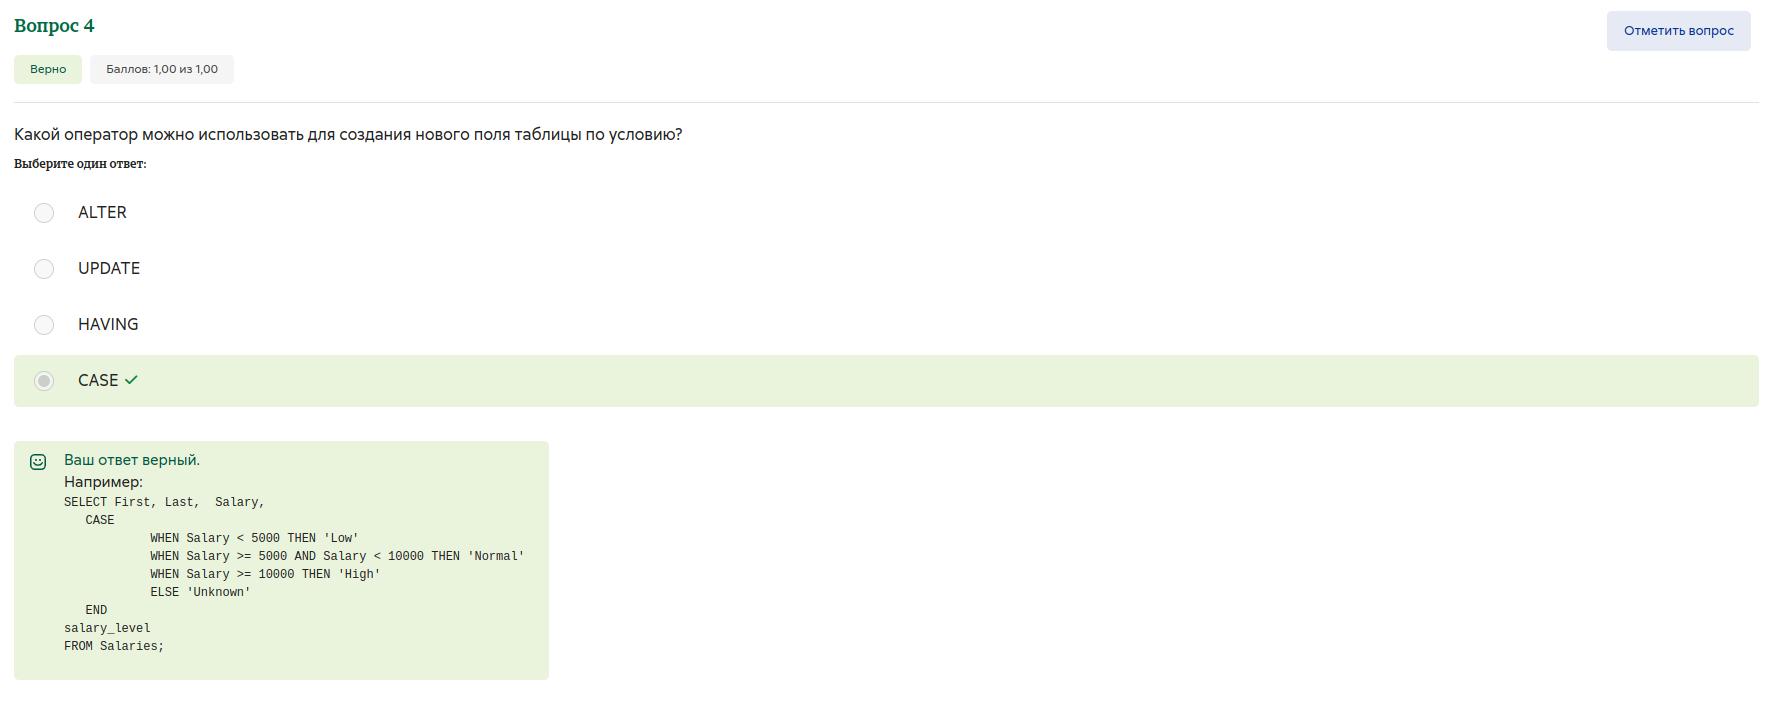 Вопрос 4
Отметить вопрос
Верно
Баллов: 1,00 из 1,00
Какой оператор можно использовать для создания нового поля таблицы по условию?
Выберите один ответ:
ALTER
UPDATE
HAVING
CASE
Ваш ответ верный.
Например:
SELECT First, Last,  Salary,
   CASE
            WHEN Salary < 5000 THEN 'Low'
            WHEN Salary >= 5000 AND Salary < 10000 THEN 'Normal'
            WHEN Salary >= 10000 THEN 'High'
            ELSE 'Unknown'
   END
salary_level
FROM Salaries;